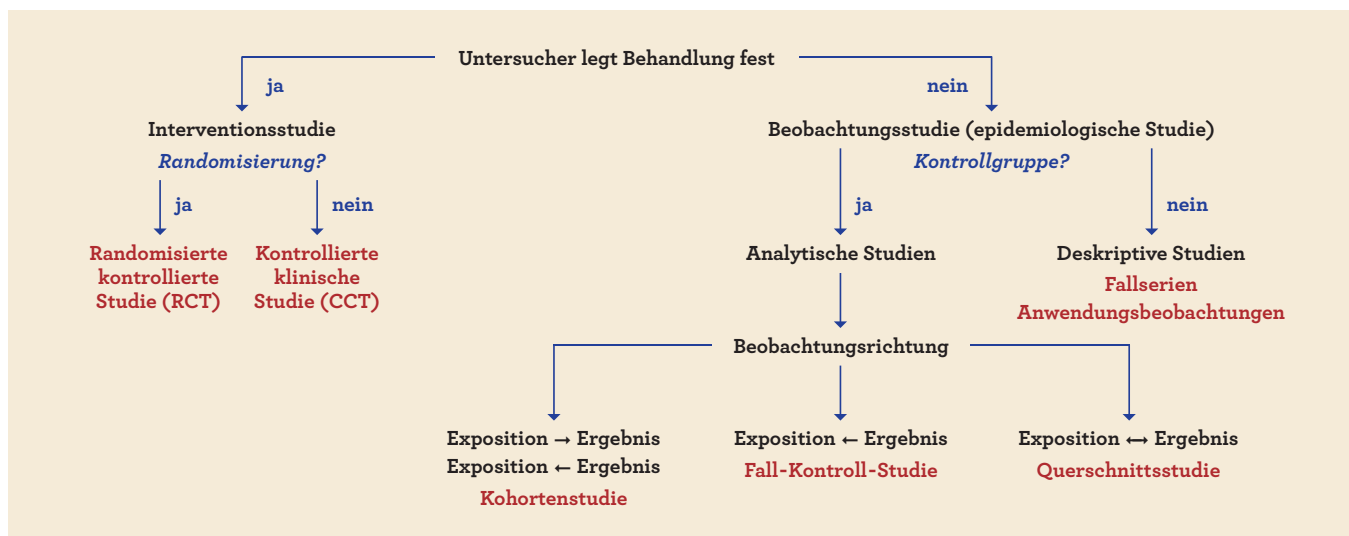 Untersucher legt Behandlung fest
ja
nein
Interventionsstudie
Beobachtungsstudie (epidemiologische Studie)
Randomisierung?
Kontrollgruppe?
ja
nein
ja
nein
Randomisierte
kontrollierte
Studie (RCT)
Kontrollierte
klinische
Studie (CCT)
Analytische Studien
Deskriptive Studien
Fallserien
Anwendungsbeobachtungen
Beobachtungsrichtung
Exposition → Ergebnis
Exposition ← Ergebnis
Kohortenstudie
Exposition ← Ergebnis
Fall-Kontroll-Studie
Exposition ↔ Ergebnis
Querschnittsstudie